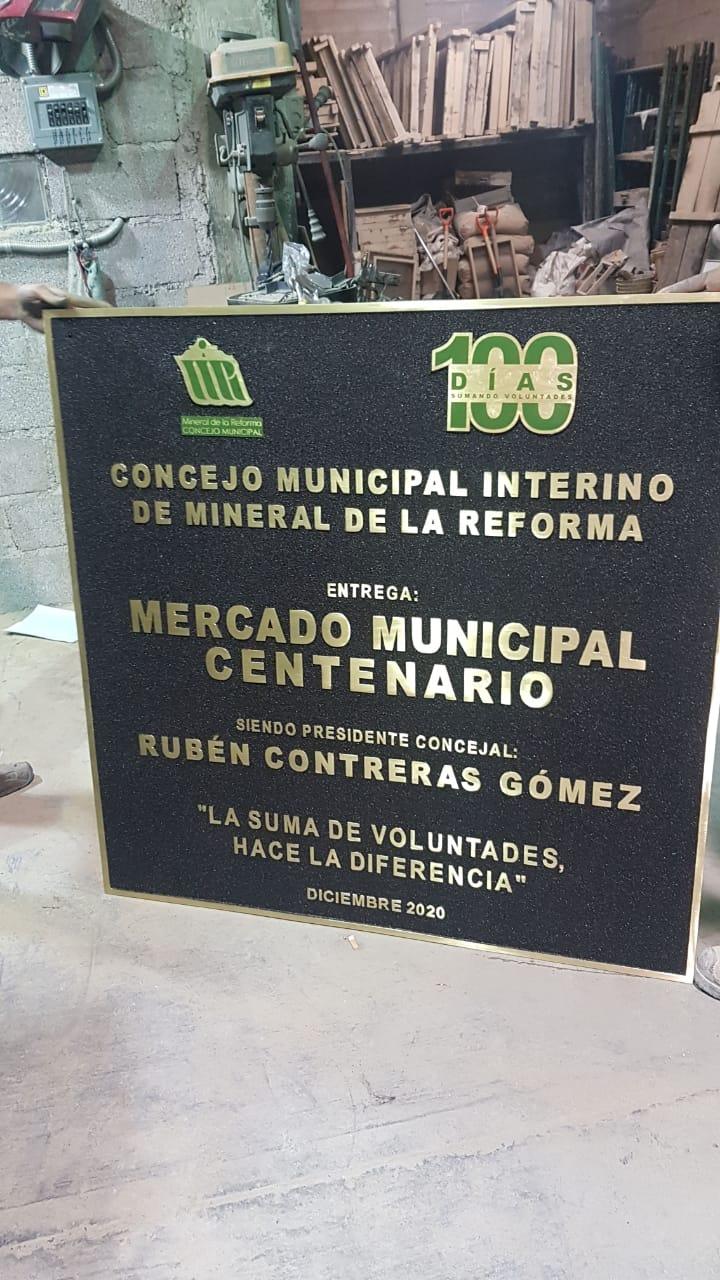 Mineral de la Reforma
CONCEJO MUNICIPAL
100
DÍAS
SUMANDO VOLUNTADES
CONCEJO MUNICIPAL INTERINO
DE MINERAL DE LA REFORMA
ENTREGA:
MERCADO MUNICIPAL
CENTENARIO
SIENDO PRESIDENTE CONCEJAL:
RUBÉN CONTRERAS GÓMEZ
"LA SUMA DE VOLUNTADES,
HACE LA DIFERENCIA"
DICIEMBRE 2020